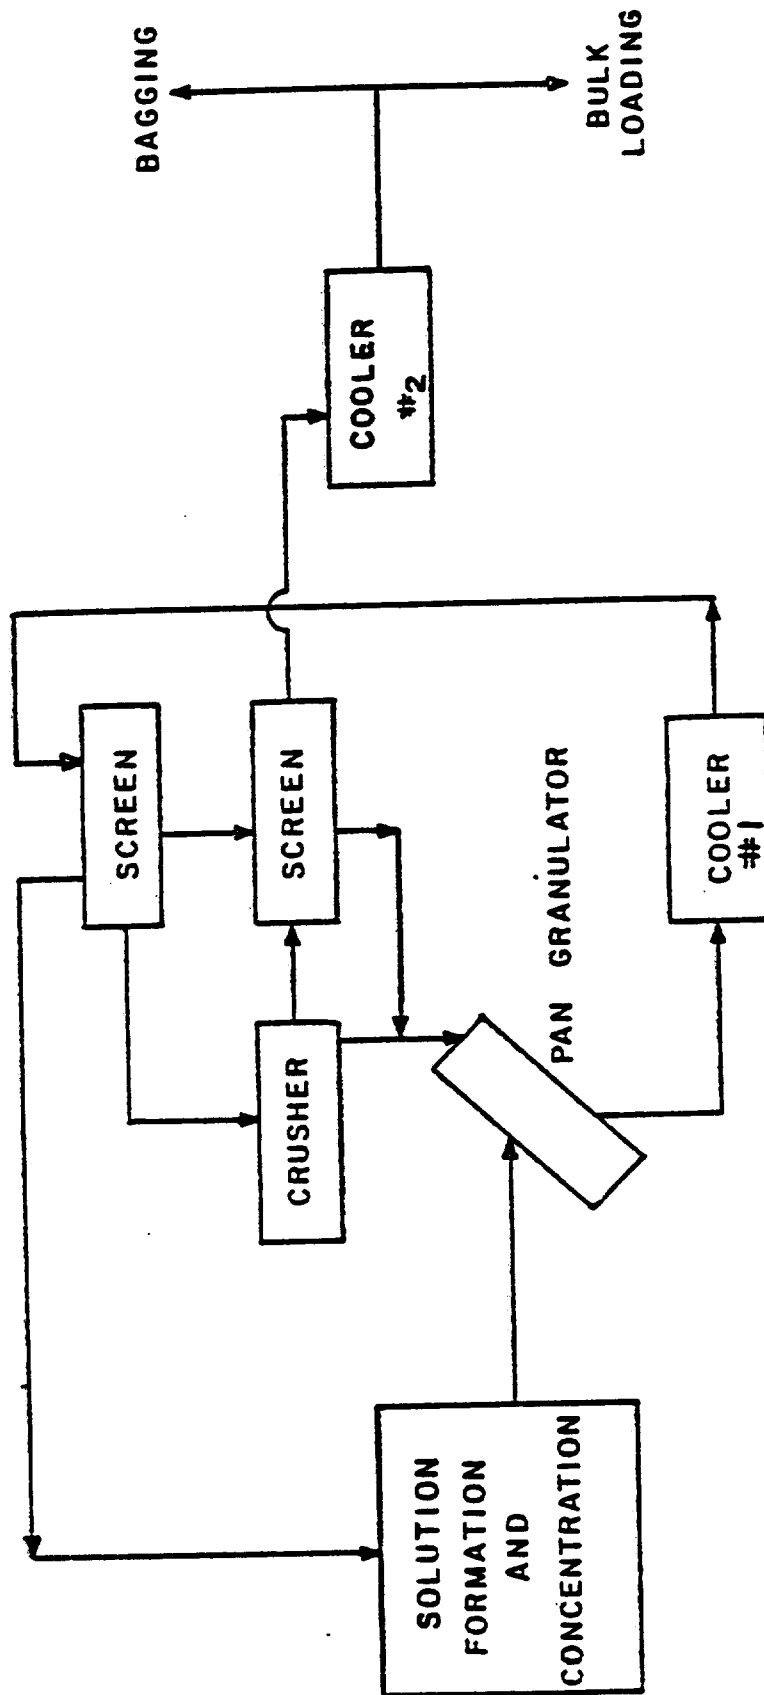 SOLUTION
FORMATION
AND
CONCENTRATION
CRUSHER
SCREEN
SCREEN
PAN GRANULATOR
COOLER
#1
COOLER
#2
BAGGING
BULK
LOADING